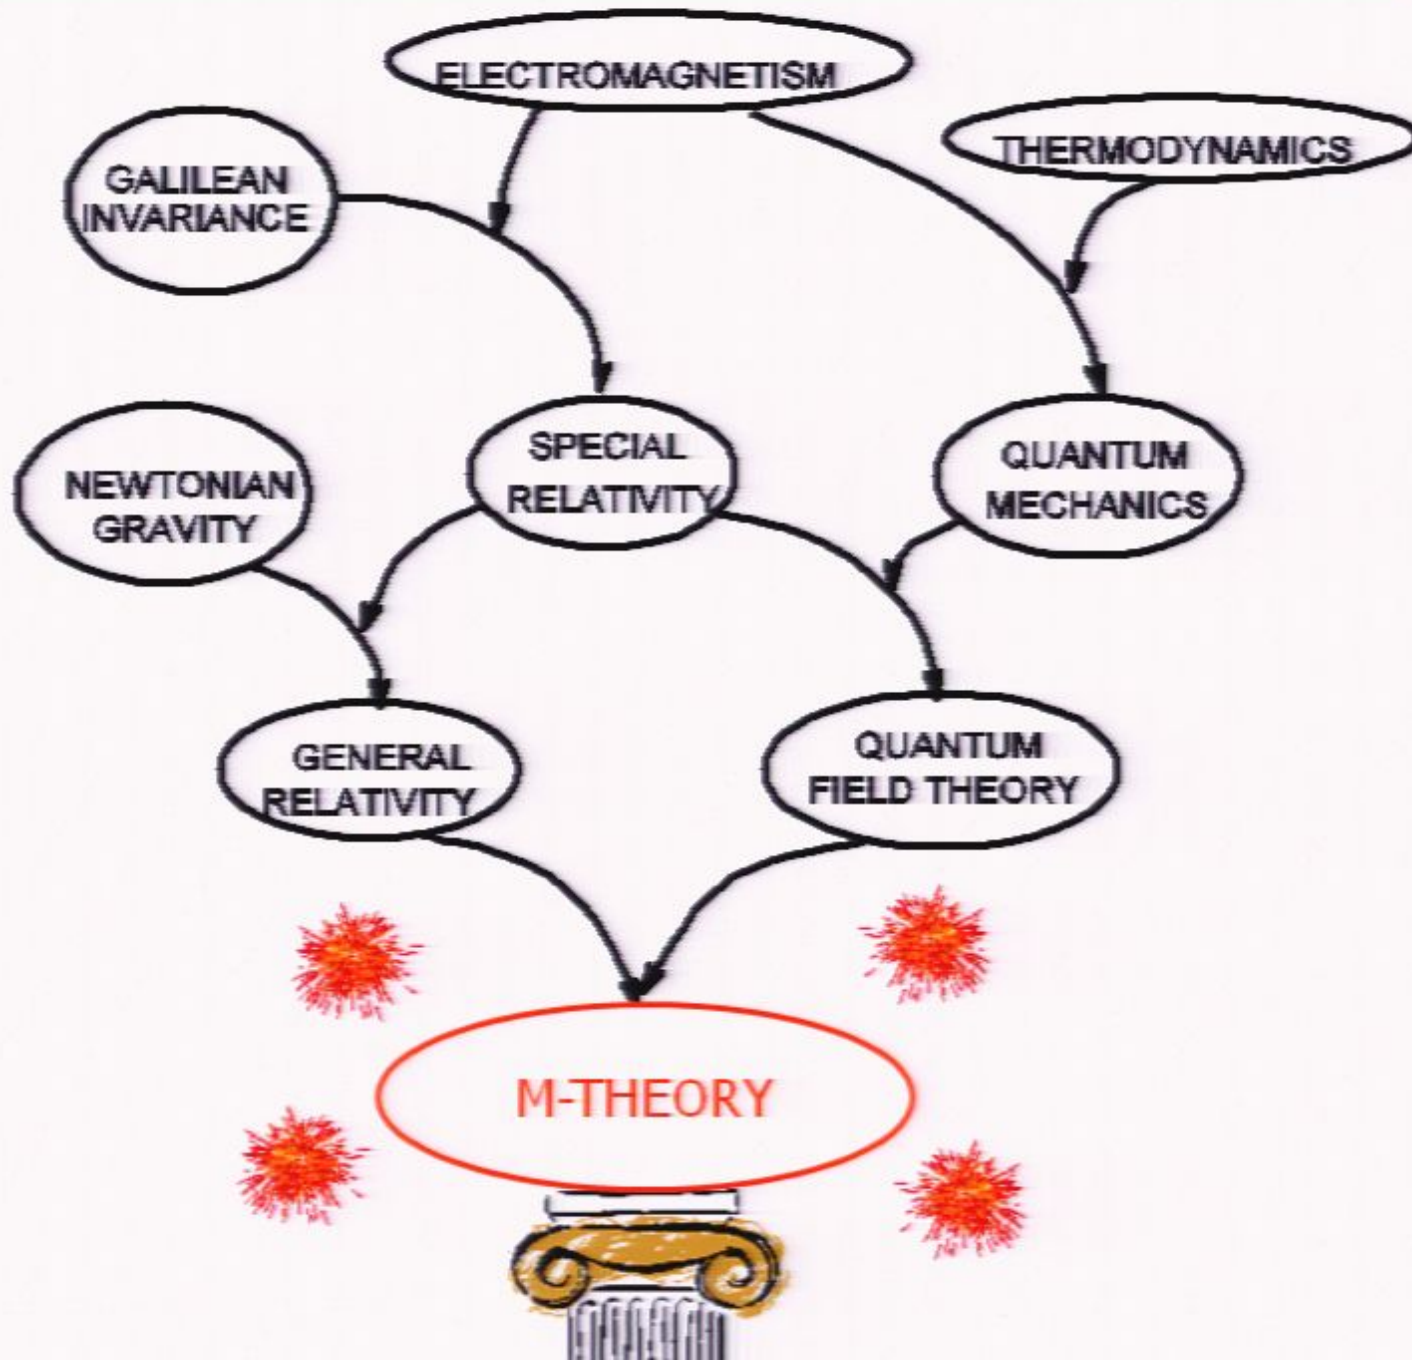 ELECTROMAGNETISM
THERMODYNAMICS
GALILEAN
INVARIANCE
NEWTONIAN
GRAVITY
SPECIAL
RELATIVITY
QUANTUM
MECHANICS
GENERAL
RELATIVITY
QUANTUM
FIELD THEORY
M-THEORY